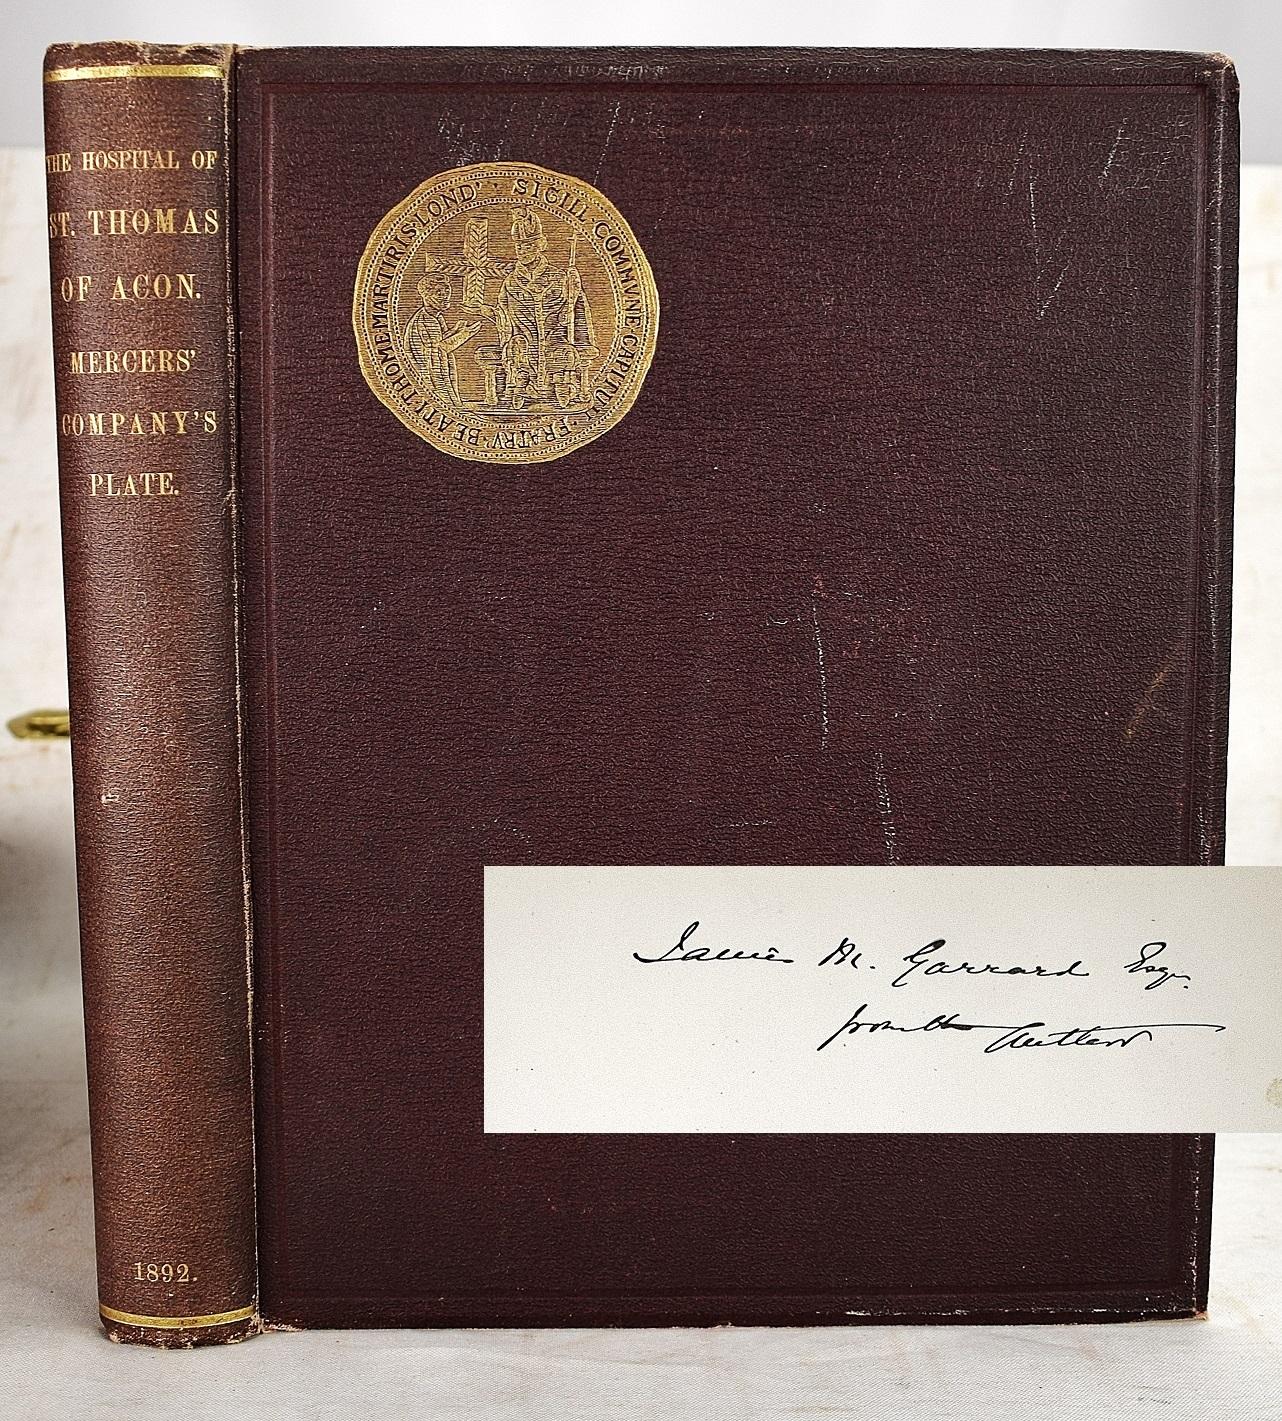 THE HOSPITAL OF
ST. THOMAS
OF ACON.
MERCERS'
COMPANY'S
PLATE.
1892.
SIGILL' COMMVNE CAPITVLI FRATRV BEATI THOME MARTIRIS LOND'
James M. Garrard Esqr.
from the Author